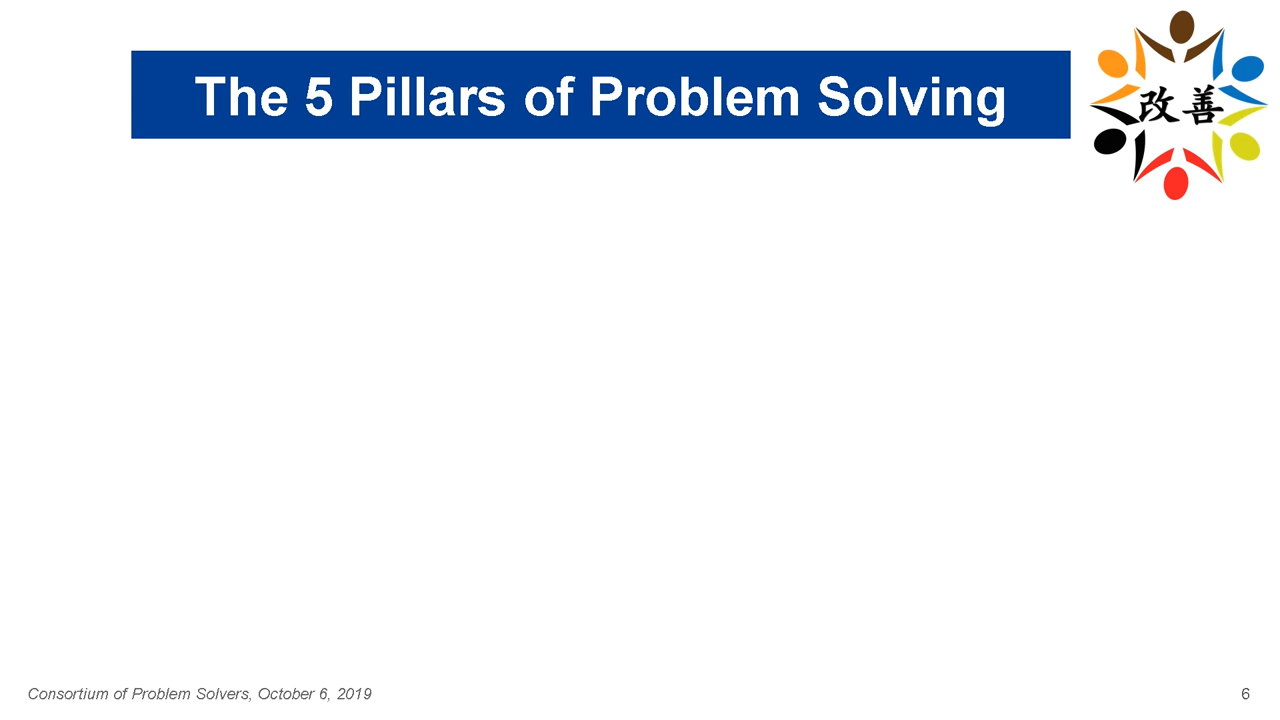 The 5 Pillars of Problem Solving
改善
Consortium of Problem Solvers, October 6, 2019
6